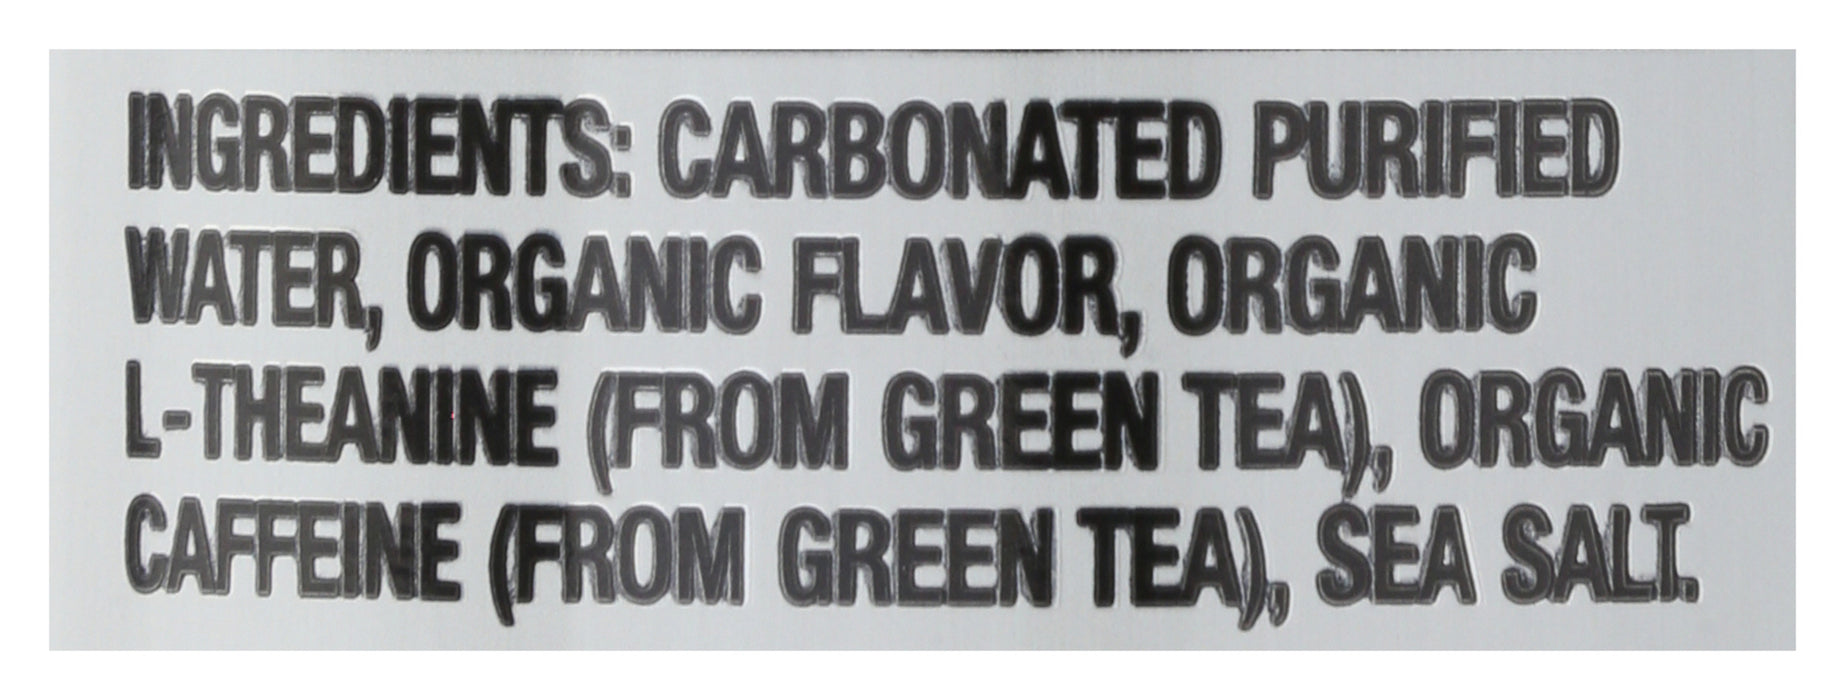 INGREDIENTS: CARBONATED PURIFIED
WATER, ORGANIC FLAVOR, ORGANIC
L-THEANINE (FROM GREEN TEA), ORGANIC
CAFFEINE (FROM GREEN TEA), SEA SALT.